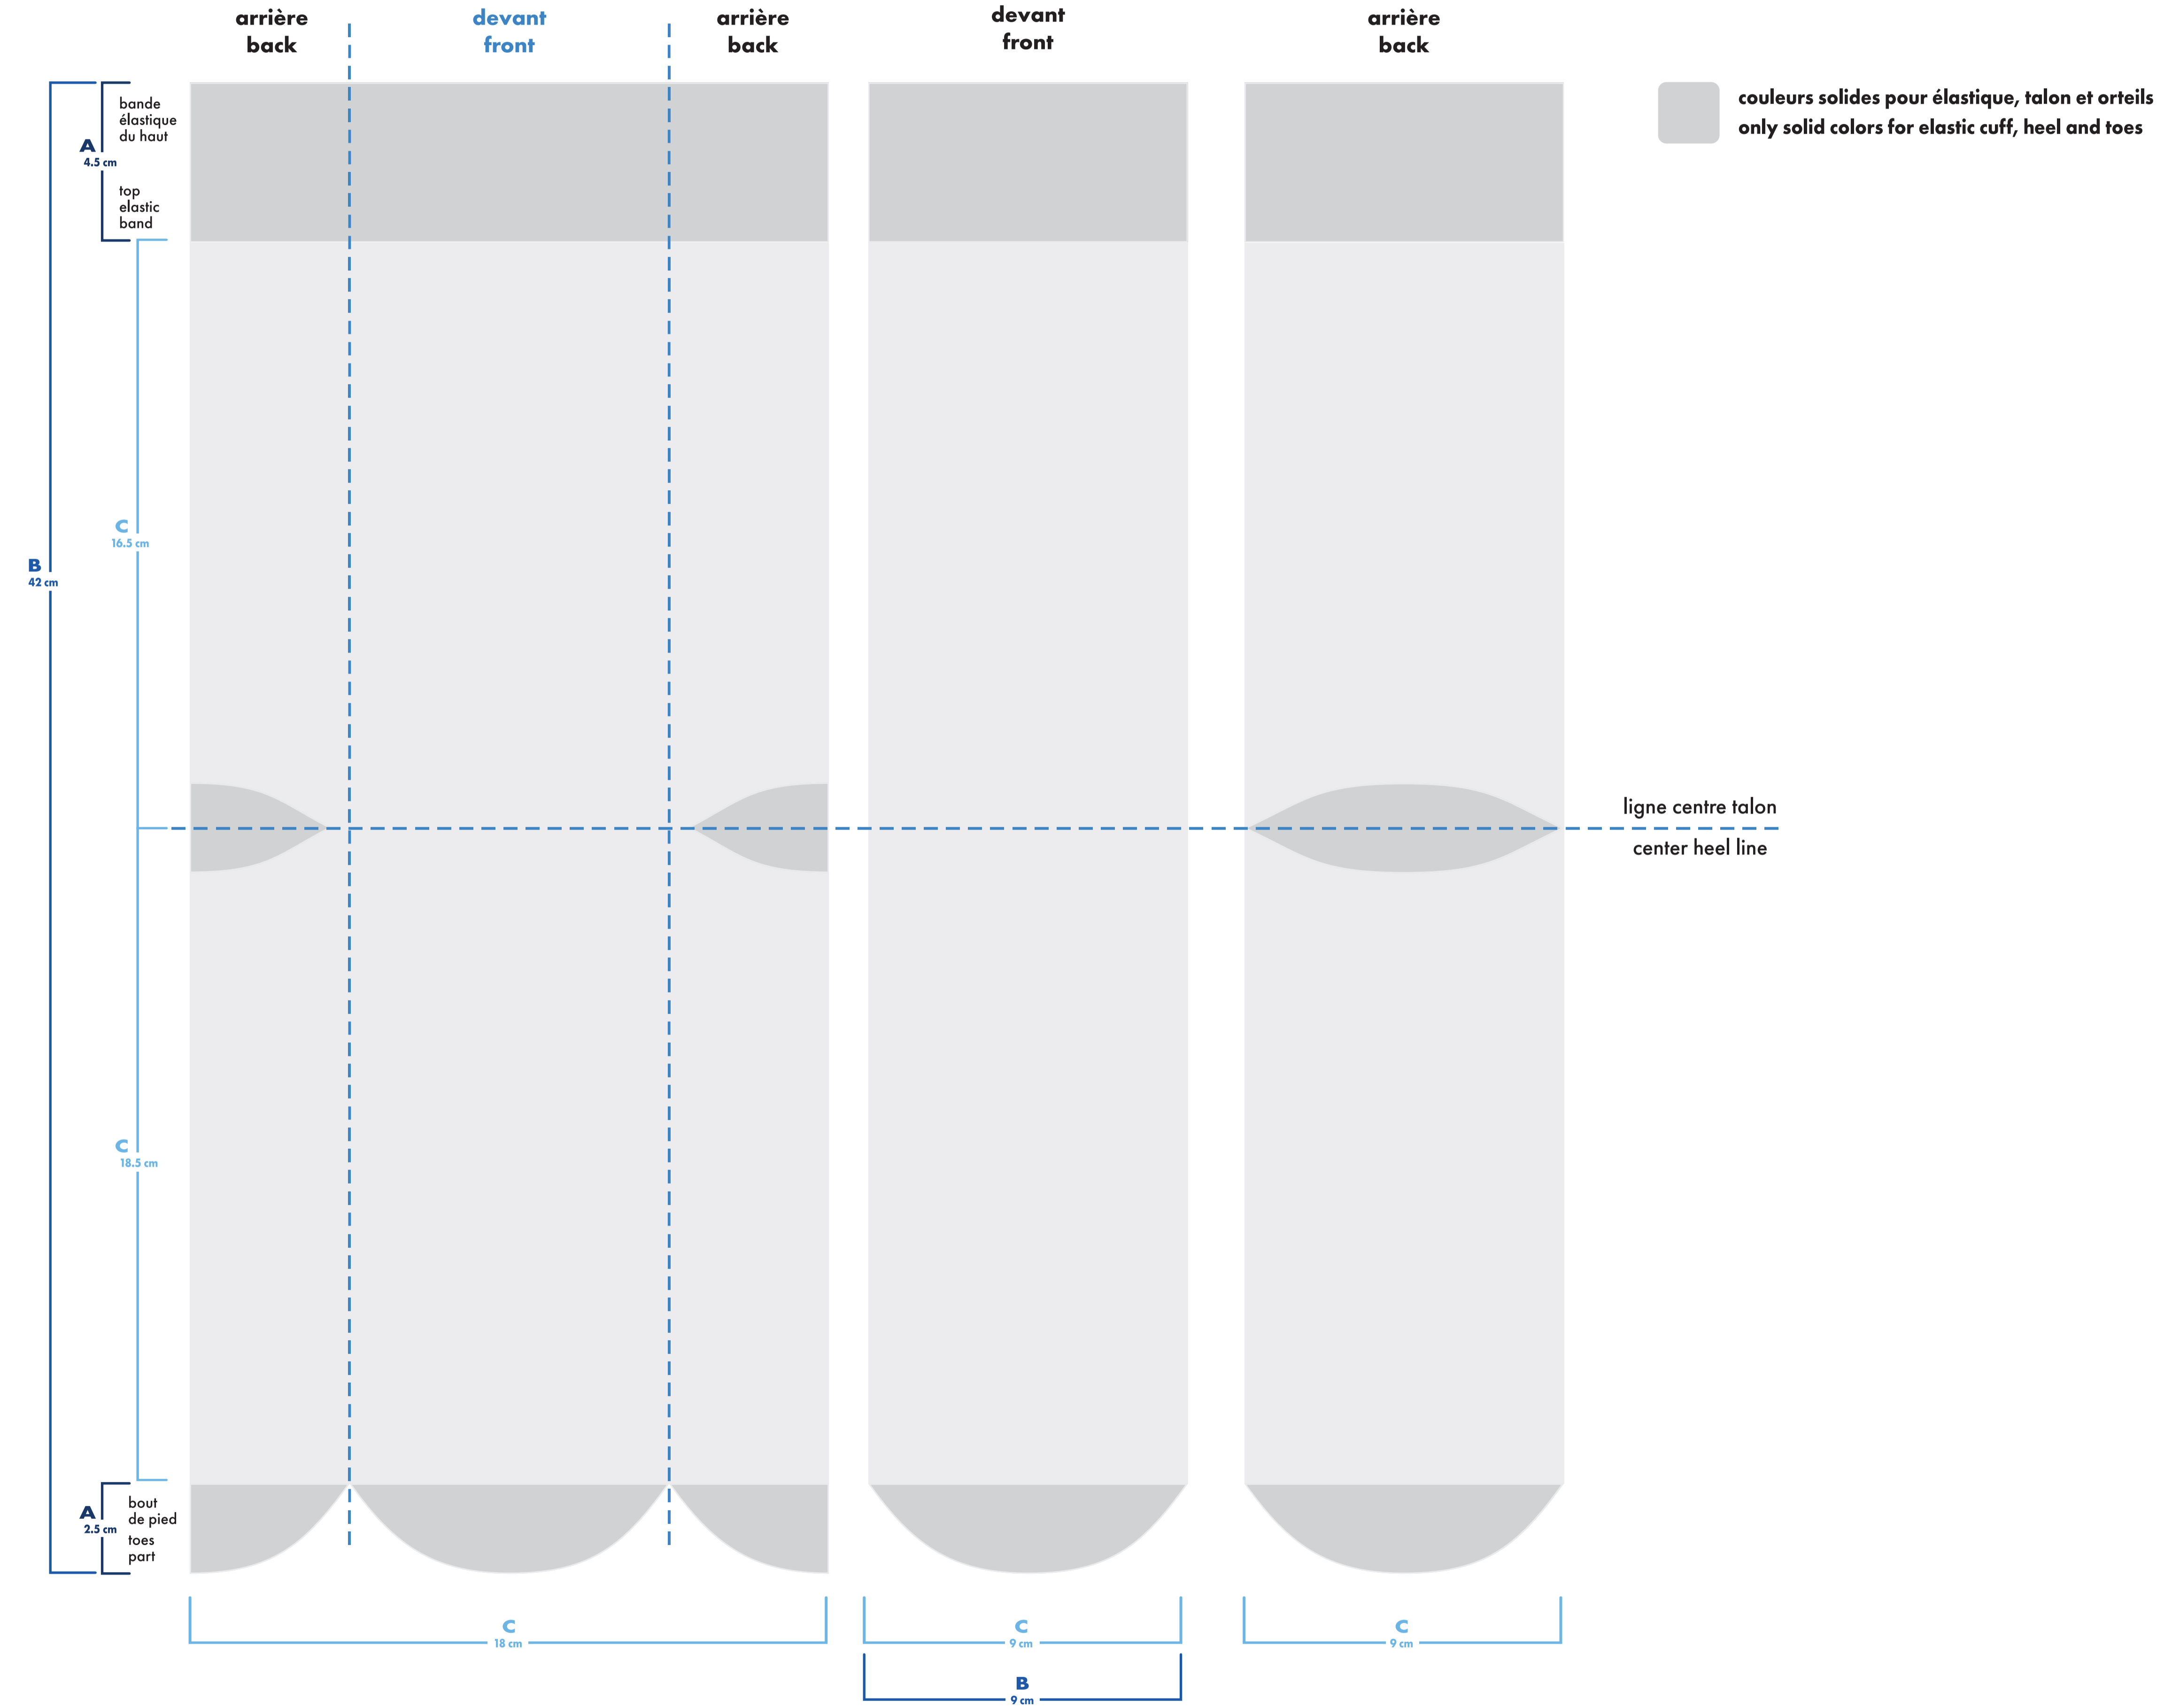 arrière
back
devant
front
arrière
back
devant
front
arrière
back
couleurs solides pour élastique, talon et orteils
only solid colors for elastic cuff, heel and toes
bande
élastique
du haut
A
4.5 cm
top
elastic
band
C
16.5 cm
B
42 cm
ligne centre talon
center heel line
C
18.5 cm
bout
de pied
A
2.5 cm
toes
part
C
18 cm
C
9 cm
C
9 cm
B
9 cm